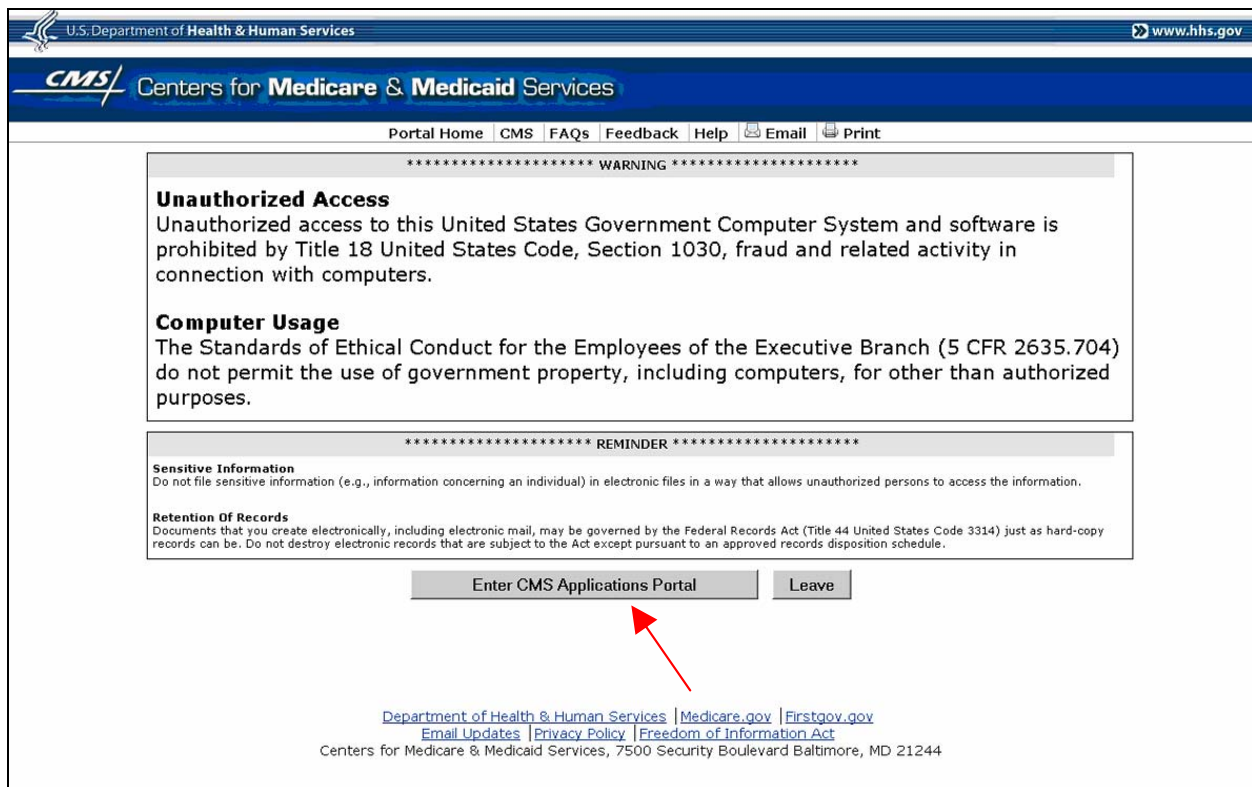 U.S. Department of Health & Human Services
www.hhs.gov
CMS/ Centers for Medicare & Medicaid Services
Portal Home | CMS | FAQs | Feedback | Help | Email | Print
********************* WARNING *********************
Unauthorized Access
Unauthorized access to this United States Government Computer System and software is
prohibited by Title 18 United States Code, Section 1030, fraud and related activity in
connection with computers.
Computer Usage
The Standards of Ethical Conduct for the Employees of the Executive Branch (5 CFR 2635.704)
do not permit the use of government property, including computers, for other than authorized
purposes.
********************* REMINDER *********************
Sensitive Information
Do not file sensitive information (e.g., information concerning an individual) in electronic files in a way that allows unauthorized persons to access the information.
Retention Of Records
Documents that you create electronically, including electronic mail, may be governed by the Federal Records Act (Title 44 United States Code 3314) just as hard-copy
records can be. Do not destroy electronic records that are subject to the Act except pursuant to an approved records disposition schedule.
Enter CMS Applications Portal
Leave
Department of Health & Human Services | Medicare.gov | Firstgov.gov
Email Updates | Privacy Policy | Freedom of Information Act
Centers for Medicare & Medicaid Services, 7500 Security Boulevard Baltimore, MD 21244